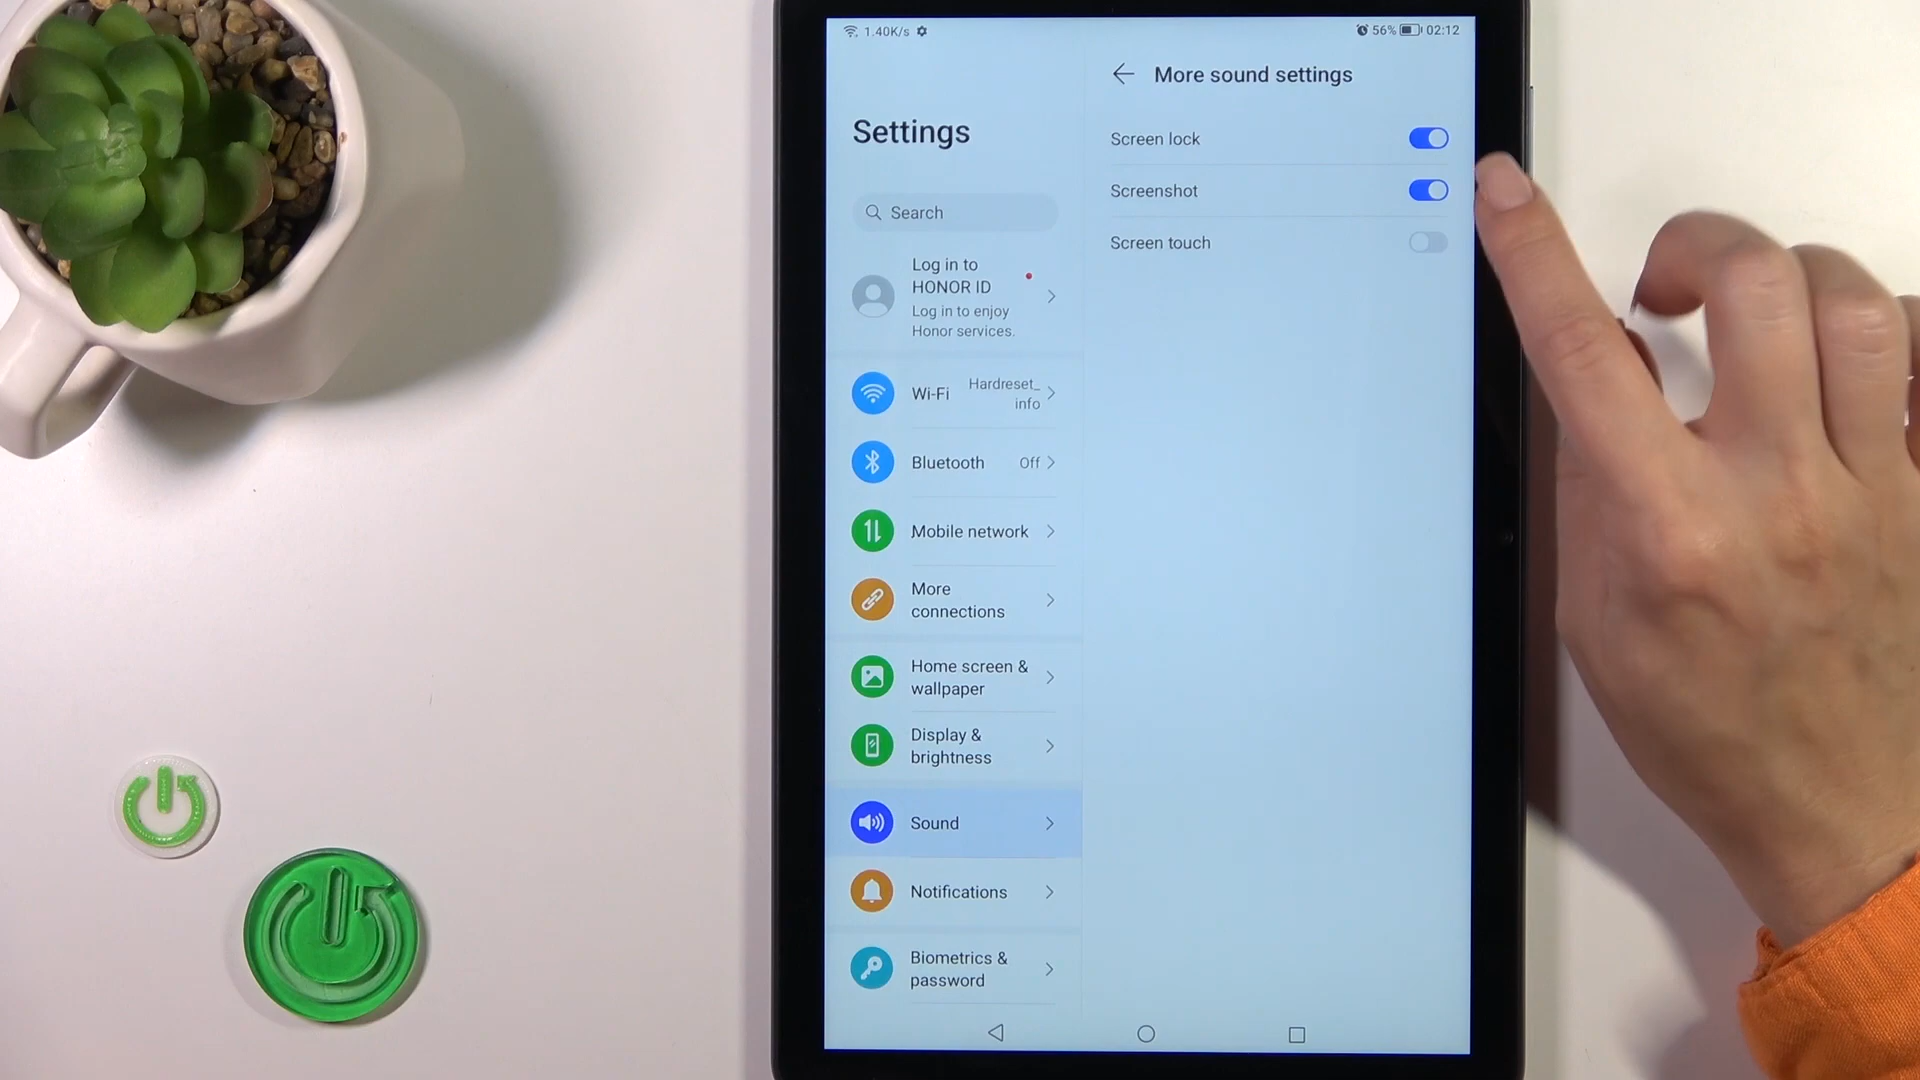 1.40K/s
56% 02:12
Settings
Search
Log in to
HONOR ID
Log in to enjoy
Honor services.
Wi-Fi
Hardreset_
info
Bluetooth Off
Mobile network
More
connections
Home screen &
wallpaper
Display &
brightness
Sound
Notifications
Biometrics &
password
More sound settings
Screen lock
Screenshot
Screen touch